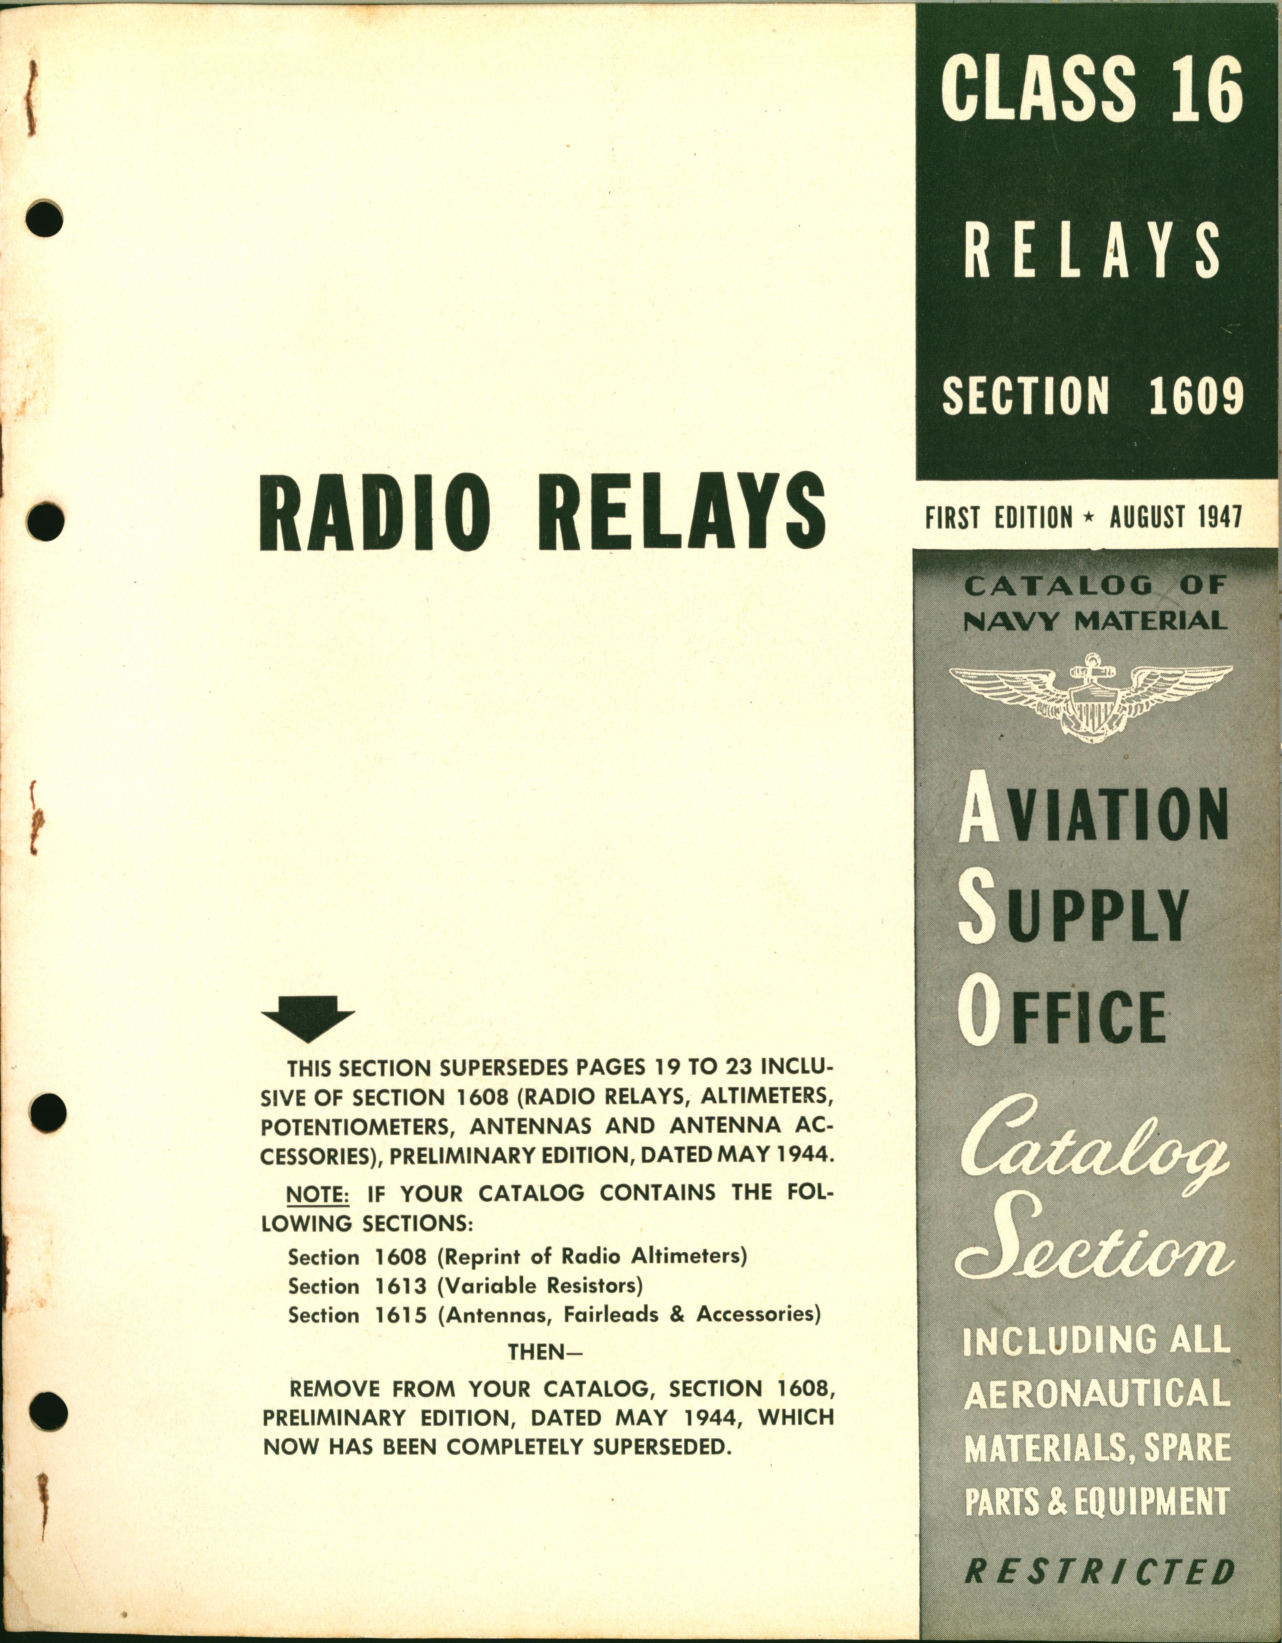 CLASS 16
RELAYS
SECTION 1609
RADIO RELAYS
FIRST EDITION ★ AUGUST 1947
CATALOG OF
NAVY MATERIAL
AVIATION
SUPPLY
OFFICE
Catalog
Section
INCLUDING ALL
AERONAUTICAL
MATERIALS, SPARE
PARTS & EQUIPMENT
RESTRICTED
THIS SECTION SUPERSEDES PAGES 19 TO 23 INCLU-
SIVE OF SECTION 1608 (RADIO RELAYS, ALTIMETERS,
POTENTIOMETERS, ANTENNAS AND ANTENNA AC-
CESSORIES), PRELIMINARY EDITION, DATED MAY 1944.
NOTE: IF YOUR CATALOG CONTAINS THE FOL-
LOWING SECTIONS:
Section 1608 (Reprint of Radio Altimeters)
Section 1613 (Variable Resistors)
Section 1615 (Antennas, Fairleads & Accessories)
THEN—
REMOVE FROM YOUR CATALOG, SECTION 1608,
PRELIMINARY EDITION, DATED MAY 1944, WHICH
NOW HAS BEEN COMPLETELY SUPERSEDED.